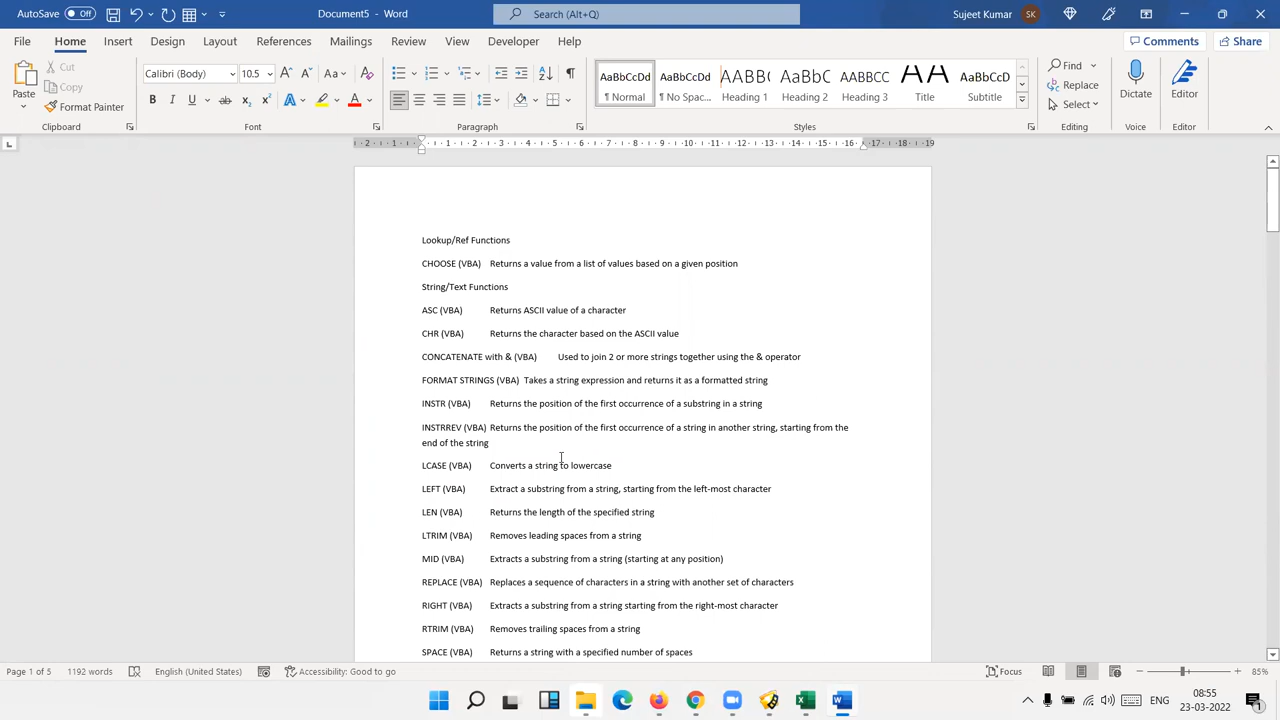 AutoSave Off Document5 - Word Search (Alt+Q) Sujeet Kumar SK
File Home Insert Design Layout References Mailings Review View Developer Help Comments Share
Paste Cut Copy Format Painter
Calibri (Body) 10.5
AaBbCcDd AaBbCcDd AABB( AaBbC AABBCC AA AaBbCcD
¶ Normal ¶ No Spac... Heading 1 Heading 2 Heading 3 Title Subtitle
Find Replace Select Dictate Editor
Clipboard Font Paragraph Styles Editing Voice Editor
Lookup/Ref Functions
CHOOSE (VBA) Returns a value from a list of values based on a given position
String/Text Functions
ASC (VBA) Returns ASCII value of a character
CHR (VBA) Returns the character based on the ASCII value
CONCATENATE with & (VBA) Used to join 2 or more strings together using the & operator
FORMAT STRINGS (VBA) Takes a string expression and returns it as a formatted string
INSTR (VBA) Returns the position of the first occurrence of a substring in a string
INSTRREV (VBA) Returns the position of the first occurrence of a string in another string, starting from the
end of the string
LCASE (VBA) Converts a string to lowercase
LEFT (VBA) Extract a substring from a string, starting from the left-most character
LEN (VBA) Returns the length of the specified string
LTRIM (VBA) Removes leading spaces from a string
MID (VBA) Extracts a substring from a string (starting at any position)
REPLACE (VBA) Replaces a sequence of characters in a string with another set of characters
RIGHT (VBA) Extracts a substring from a string starting from the right-most character
RTRIM (VBA) Removes trailing spaces from a string
SPACE (VBA) Returns a string with a specified number of spaces
Page 1 of 5 1192 words English (United States) Accessibility: Good to go Focus 85%
ENG 08:55
23-03-2022